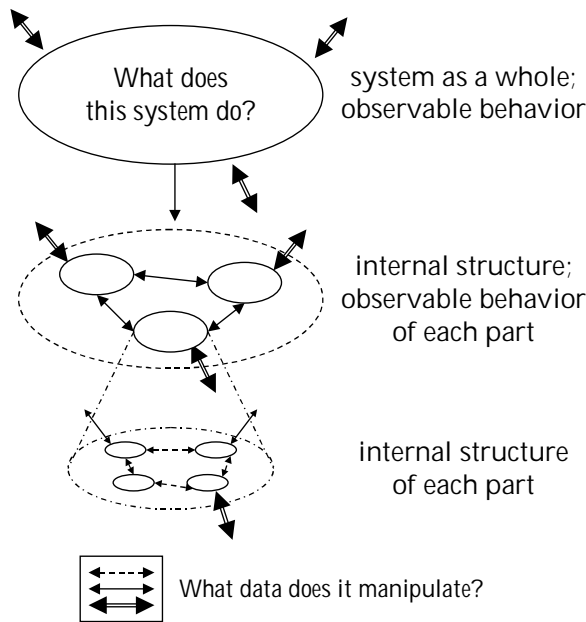 What does
this system do?
system as a whole;
observable behavior
internal structure;
observable behavior
of each part
internal structure
of each part
What data does it manipulate?